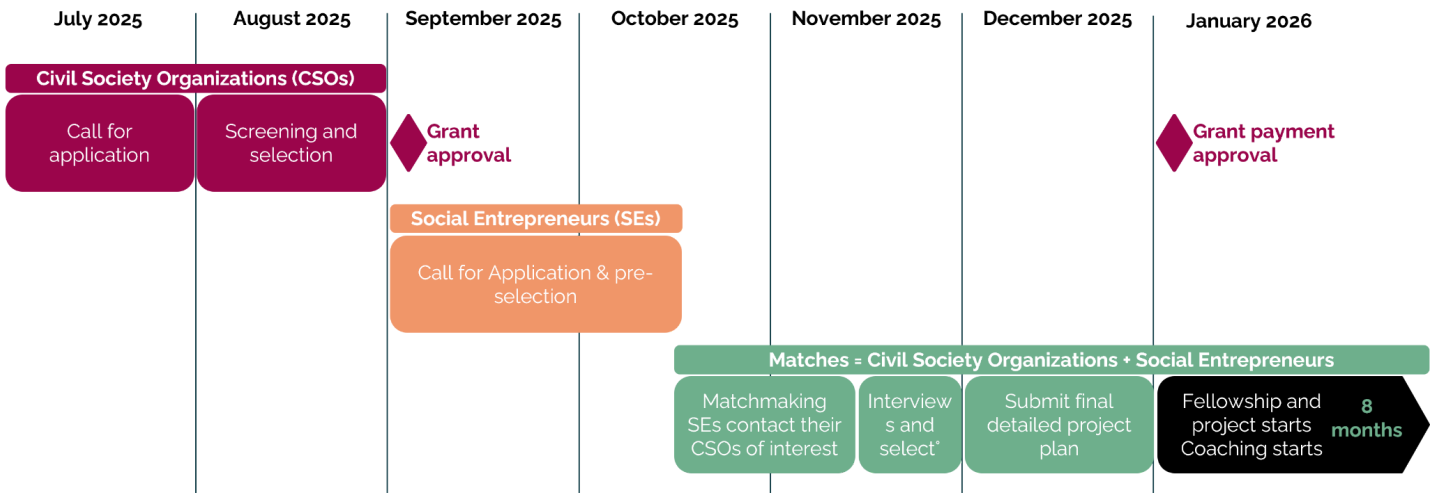 July 2025
August 2025
September 2025
October 2025
November 2025
December 2025
January 2026
Civil Society Organizations (CSOs)
Call for
application
Screening and
selection
Grant
approval
Grant payment
approval
Social Entrepreneurs (SEs)
Call for Application & pre-
selection
Matches = Civil Society Organizations + Social Entrepreneurs
Matchmaking
SEs contact their
CSOs of interest
Interview
s and
select*
Submit final
detailed project
plan
Fellowship and
project starts
Coaching starts
8
months